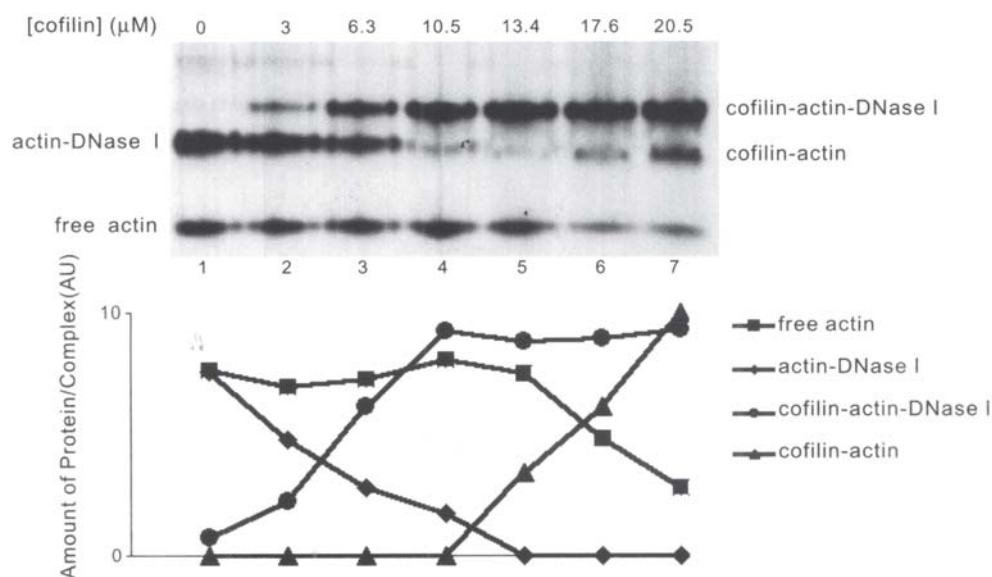 [cofilin] (µM) 0 3 6.3 10.5 13.4 17.6 20.5
cofilin-actin-DNase I
actin-DNase I
cofilin-actin
free actin
1 2 3 4 5 6 7
Amount of Protein/Complex(AU)
10
0
free actin
actin-DNase I
cofilin-actin-DNase I
cofilin-actin